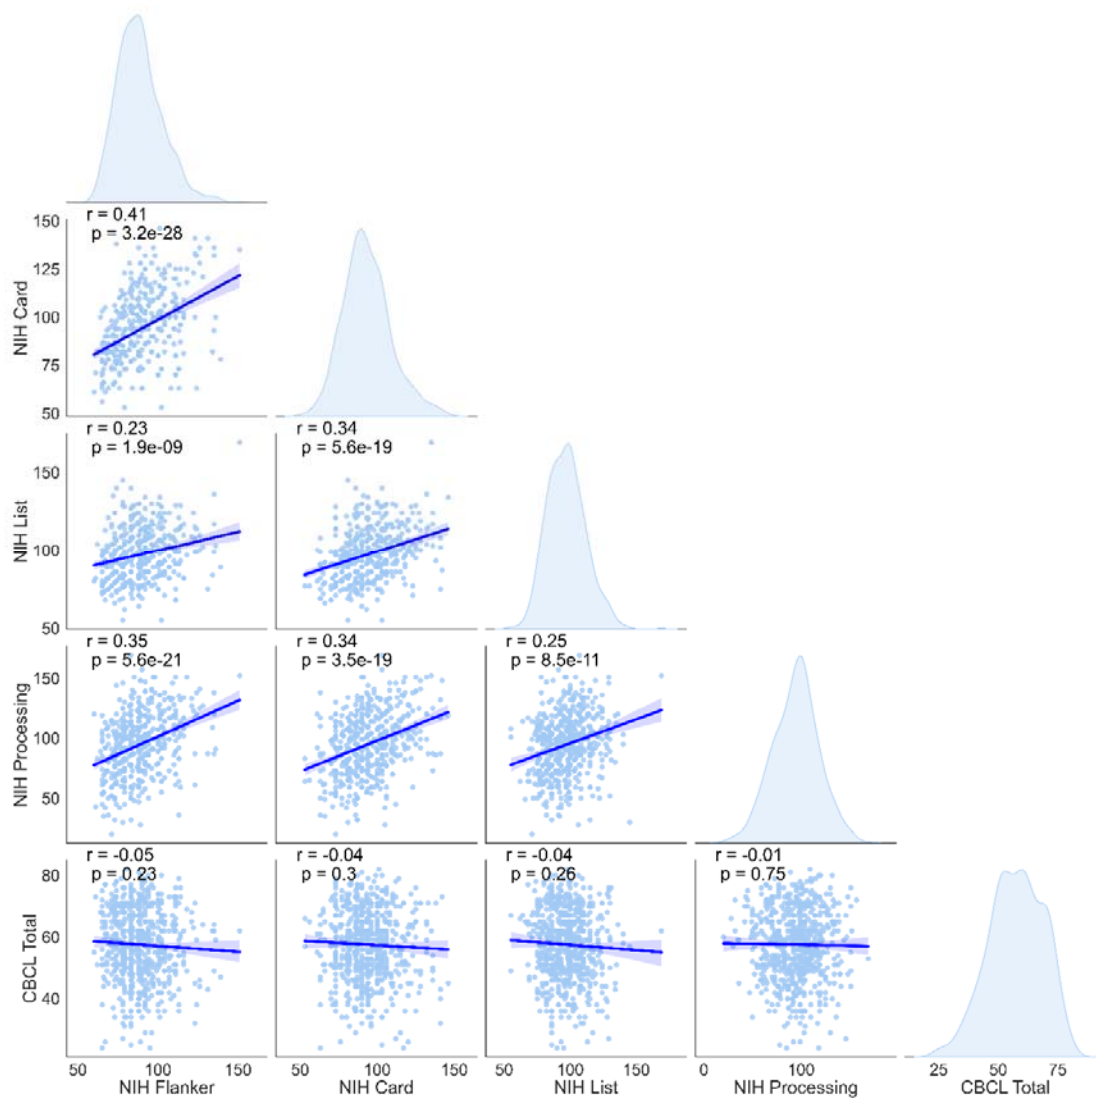 r = 0.41
p = 3.2e-28
150
125
100
75
50
NIH Card
r = 0.23
p = 1.9e-09
r = 0.34
p = 5.6e-19
150
100
50
NIH List
r = 0.35
p = 5.6e-21
r = 0.34
p = 3.5e-19
r = 0.25
p = 8.5e-11
150
100
50
NIH Processing
r = -0.05
p = 0.23
r = -0.04
p = 0.3
r = -0.04
p = 0.26
r = -0.01
p = 0.75
80
60
40
CBCL Total
50 100 150
NIH Flanker
50 100 150
NIH Card
50 100 150
NIH List
0 100
NIH Processing
25 50 75
CBCL Total